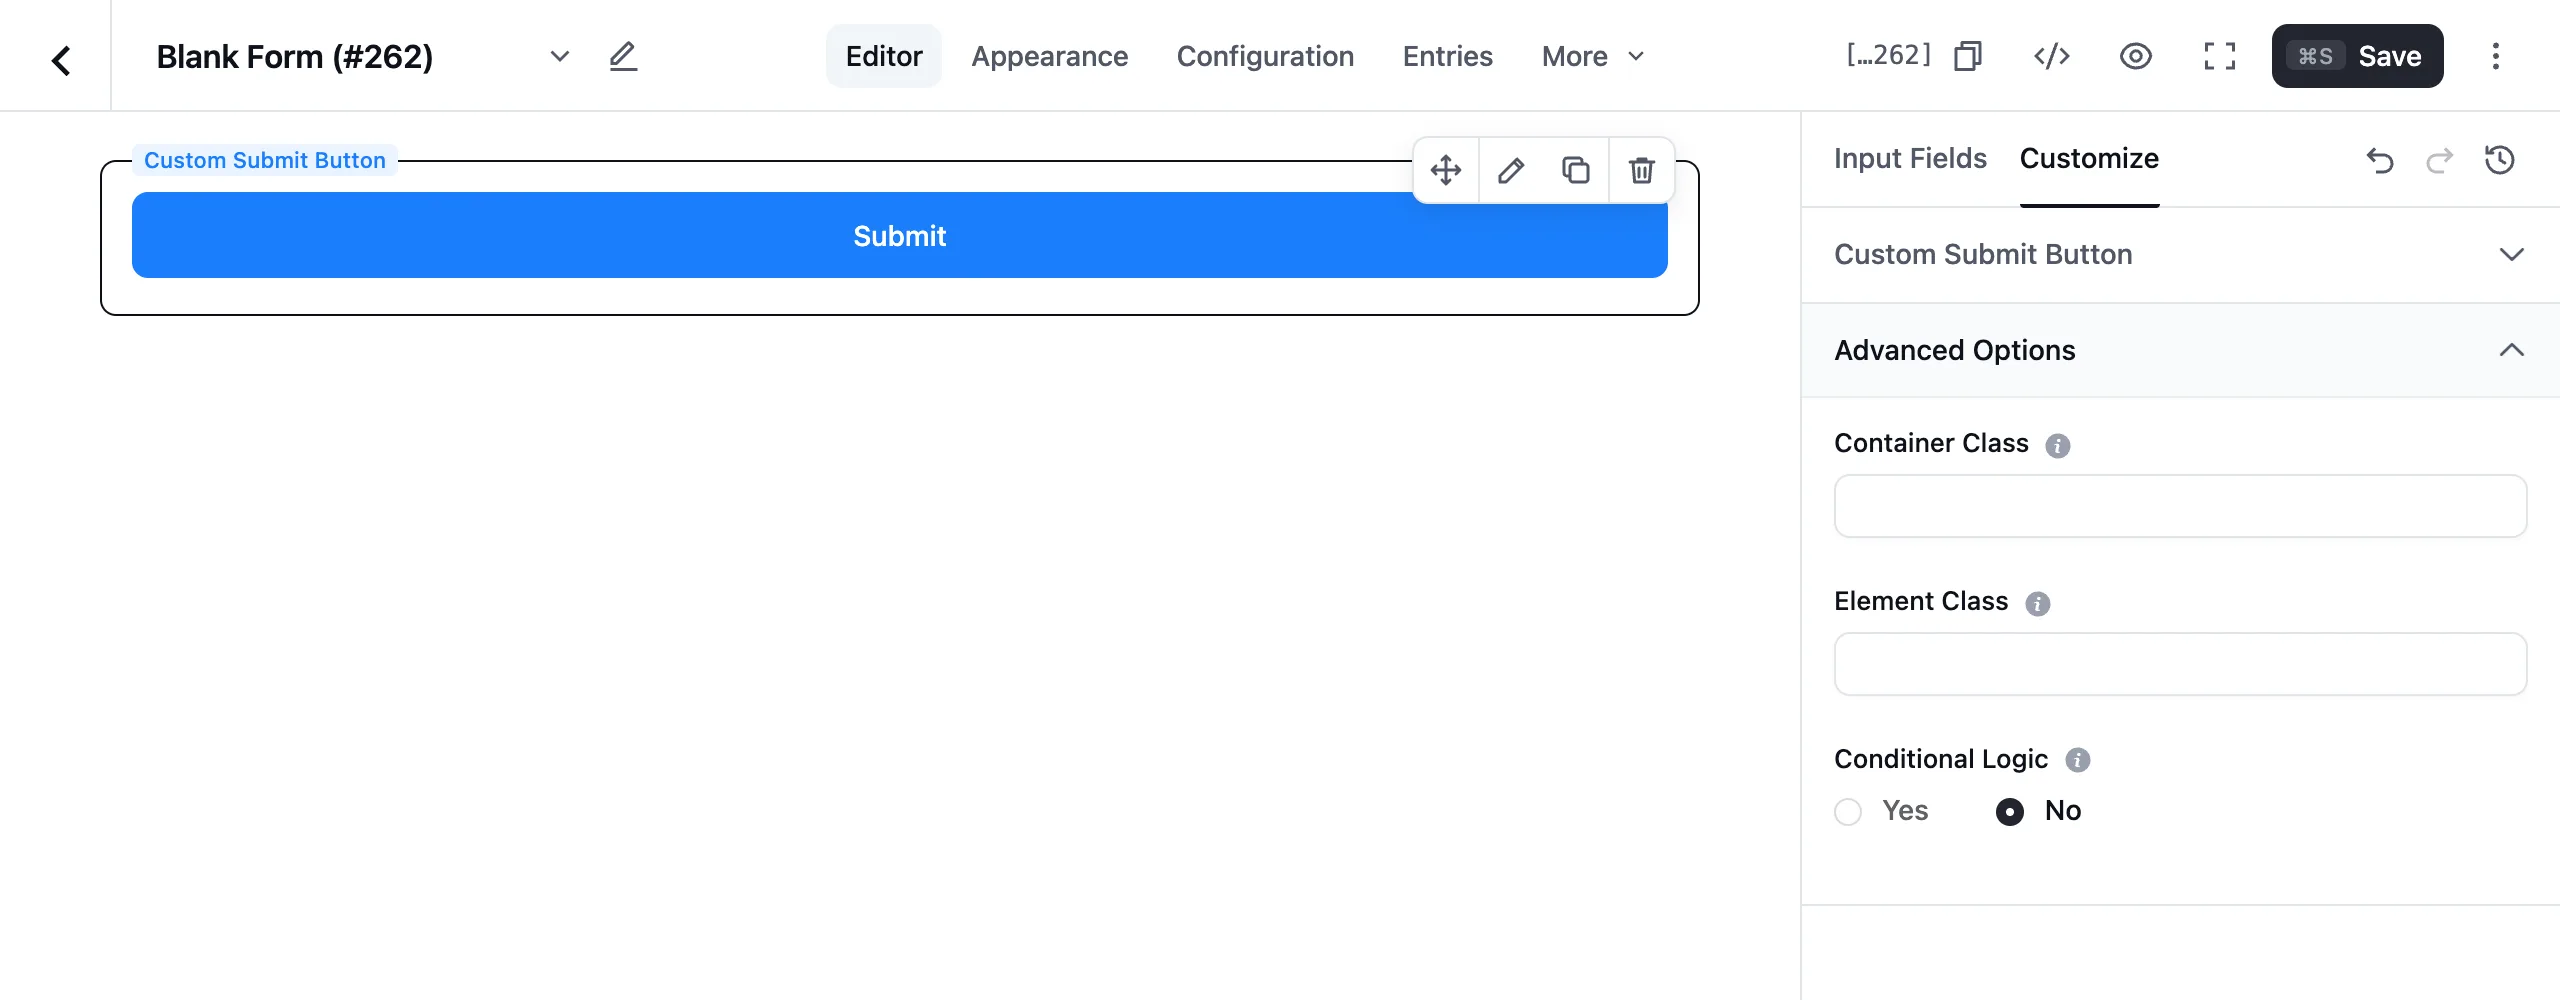 Blank Form (#262)
Editor
Appearance
Configuration
Entries
More
[...262]
</>
⌘S Save
Custom Submit Button
Submit
Input Fields
Customize
Custom Submit Button
Advanced Options
Container Class
Element Class
Conditional Logic
Yes
No